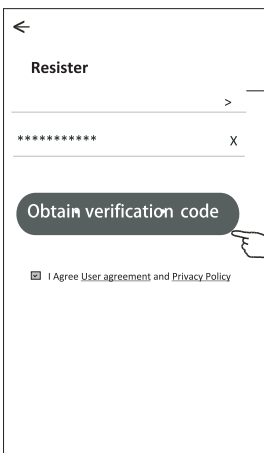 Resister
>
*********** X
Obtain verification code
I Agree User agreement and Privacy Policy